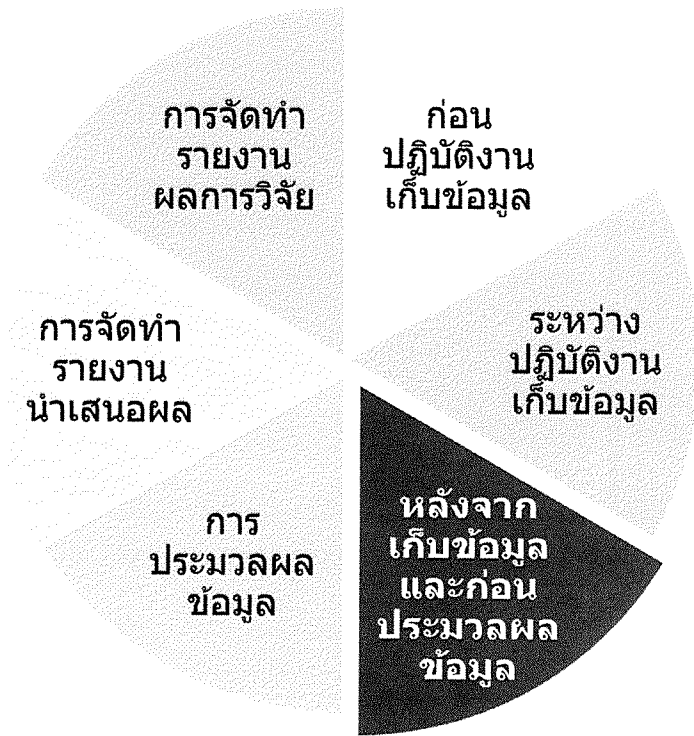 ก่อน
ปฏิบัติงาน
เก็บข้อมูล
ระหว่าง
ปฏิบัติงาน
เก็บข้อมูล
หลังจาก
เก็บข้อมูล
และก่อน
ประมวลผล
ข้อมูล
การ
ประมวลผล
ข้อมูล
การจัดทำ
รายงาน
นำเสนอผล
การจัดทำ
รายงาน
ผลการวิจัย